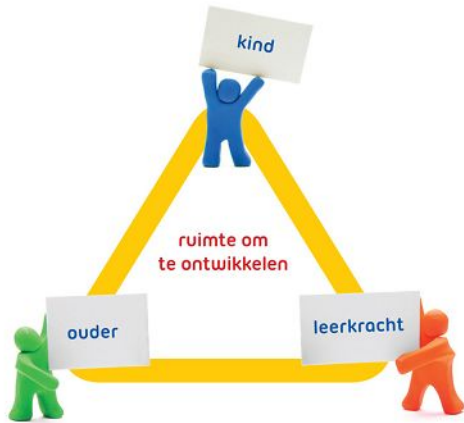 kind
ruimte om
te ontwikkelen
ouder
leerkracht